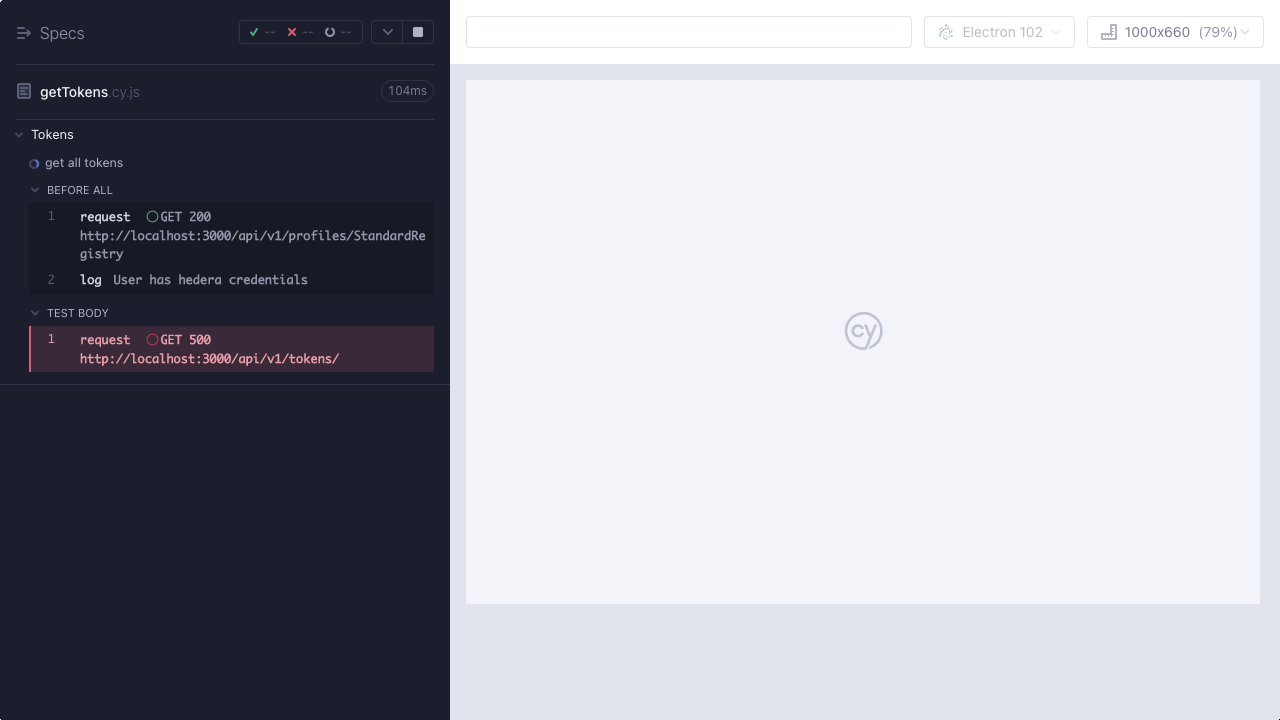 Specs
-- -- --
getTokens.cy.js
104ms
Tokens
get all tokens
BEFORE ALL
1 request GET 200
http://localhost:3000/api/v1/profiles/StandardRe
gistry
2 log User has hedera credentials
TEST BODY
1 request GET 500
http://localhost:3000/api/v1/tokens/
Electron 102
1000x660 (79%)
cy